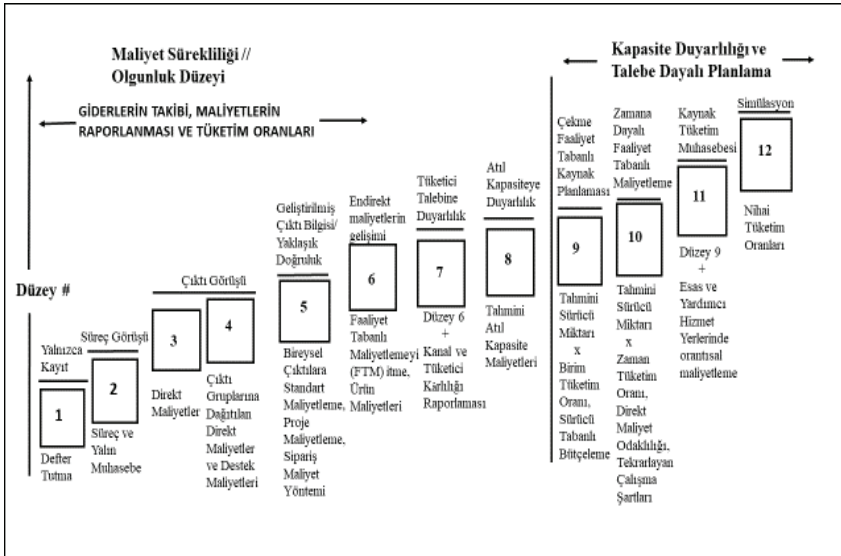 Maliyet Sürekliliği //
Olgunluk Düzeyi
GİDERLERİN TAKİBİ, MALİYETLERİN
RAPORLANMASI VE TÜKETİM ORANLARI
Kapasite Duyarlılığı ve
Talebe Dayalı Planlama
Düzey #
Yalnızca
Kayıt
1
Defter
Tutma
Süreç Görüşü
2
Süreç ve
Yalın
Muhasebe
Çıktı Görüşü
3
Direkt
Maliyetler
4
Çıktı
Gruplarına
Dağıtılan
Direkt
Maliyetler
ve Destek
Maliyetleri
Geliştirilmiş
Çıktı Bilgisi/
Yaklaşık
Doğruluk
5
Bireysel
Çıktılara
Standart
Maliyetleme,
Proje
Maliyetleme,
Sipariş
Maliyet
Yöntemi
Endirekt
maliyetlerin
gelişimi
6
Faaliyet
Tabanlı
Maliyetlemeyi
(FTM) itme,
Ürün
Maliyetleri
Tüketici
Talebine
Duyarlılık
7
Düzey 6
+
Kanal ve
Tüketici
Karlılığı
Raporlaması
Atıl
Kapasiteye
Duyarlılık
8
Tahmini
Atıl
Kapasite
Maliyetleri
Çekme
Faaliyet
Tabanlı
Kaynak
Planlaması
9
Tahmini
Sürücü
Miktarı
x
Birim
Tüketim
Oranı,
Sürücü
Tabanlı
Bütçeleme
Zamana
Dayalı
Faaliyet
Tabanlı
Maliyetleme
10
Tahmini
Sürücü
Miktarı
x
Zaman
Tüketim
Oranı,
Direkt
Maliyet
Odaklılığı,
Tekrarlayan
Çalışma
Şartları
Kaynak
Tüketim
Muhasebesi
11
Düzey 9
+
Esas ve
Yardımcı
Hizmet
Yerlerinde
orantısal
maliyetleme
Simülasyon
12
Nihai
Tüketim
Oranları